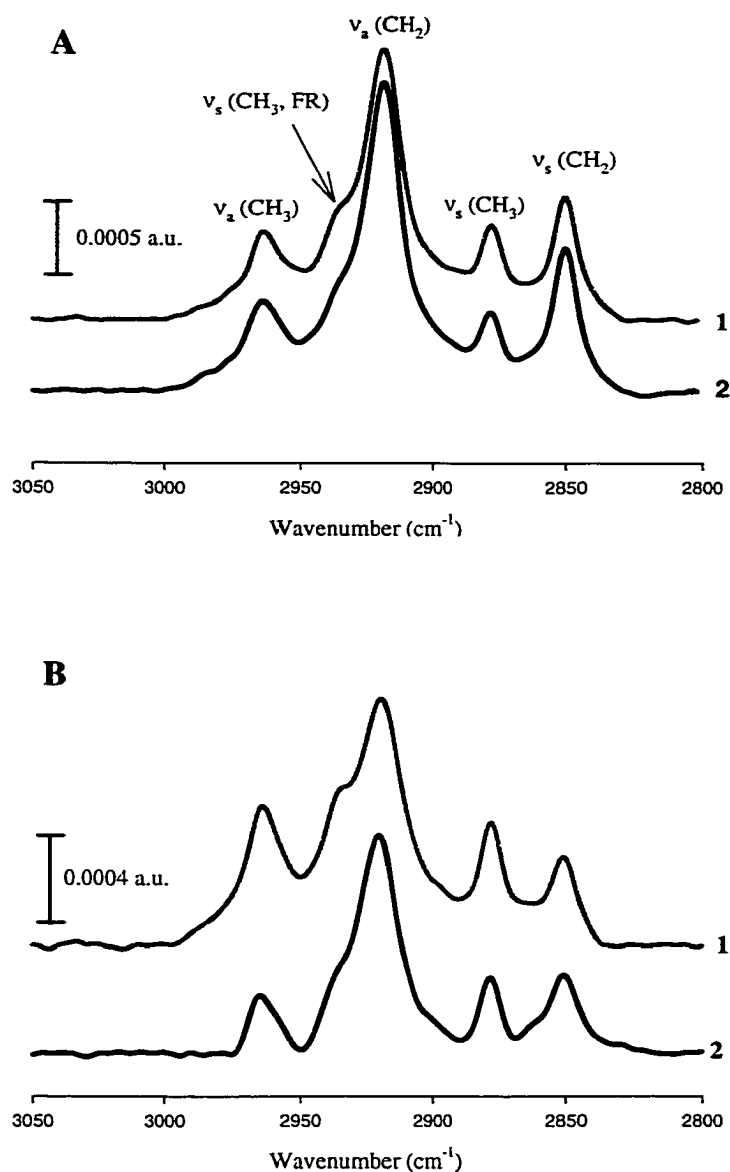 A
νa (CH2)
νs (CH3, FR)
νs (CH2)
νa (CH3)
νs (CH3)
0.0005 a.u.
1
2
3050 3000 2950 2900 2850 2800
Wavenumber (cm-1)
B
0.0004 a.u.
1
2
3050 3000 2950 2900 2850 2800
Wavenumber (cm-1)